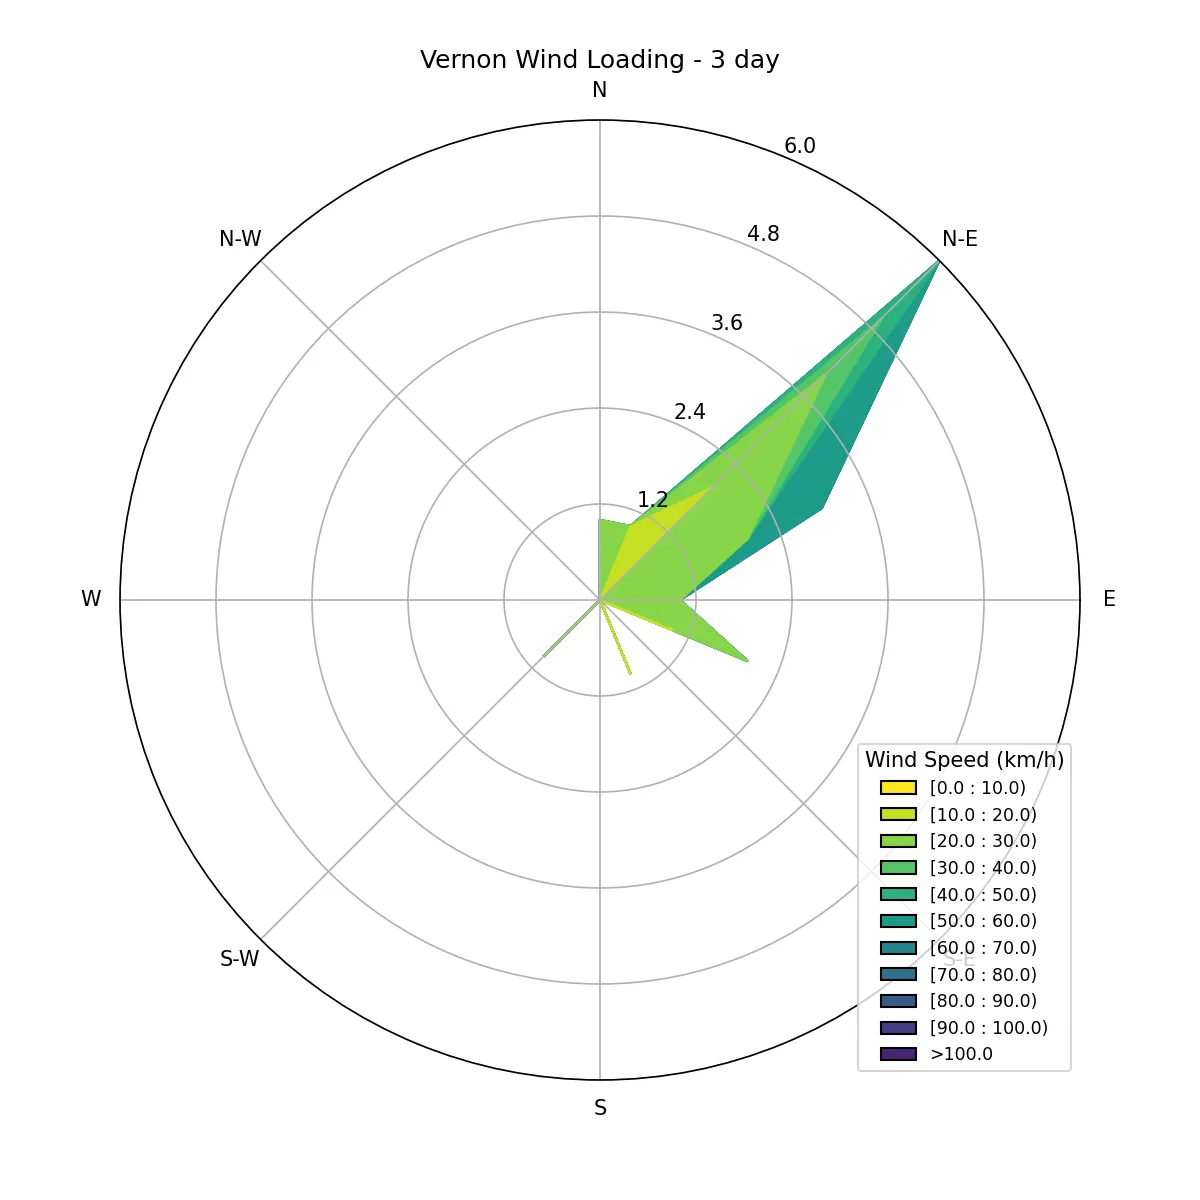 Vernon Wind Loading - 3 day
N
6.0
N-W
4.8
N-E
3.6
2.4
1.2
W
E
Wind Speed (km/h)
[0.0 : 10.0)
[10.0 : 20.0)
[20.0 : 30.0)
[30.0 : 40.0)
[40.0 : 50.0)
[50.0 : 60.0)
[60.0 : 70.0)
[70.0 : 80.0)
[80.0 : 90.0)
[90.0 : 100.0)
>100.0
S-W
S-E
S